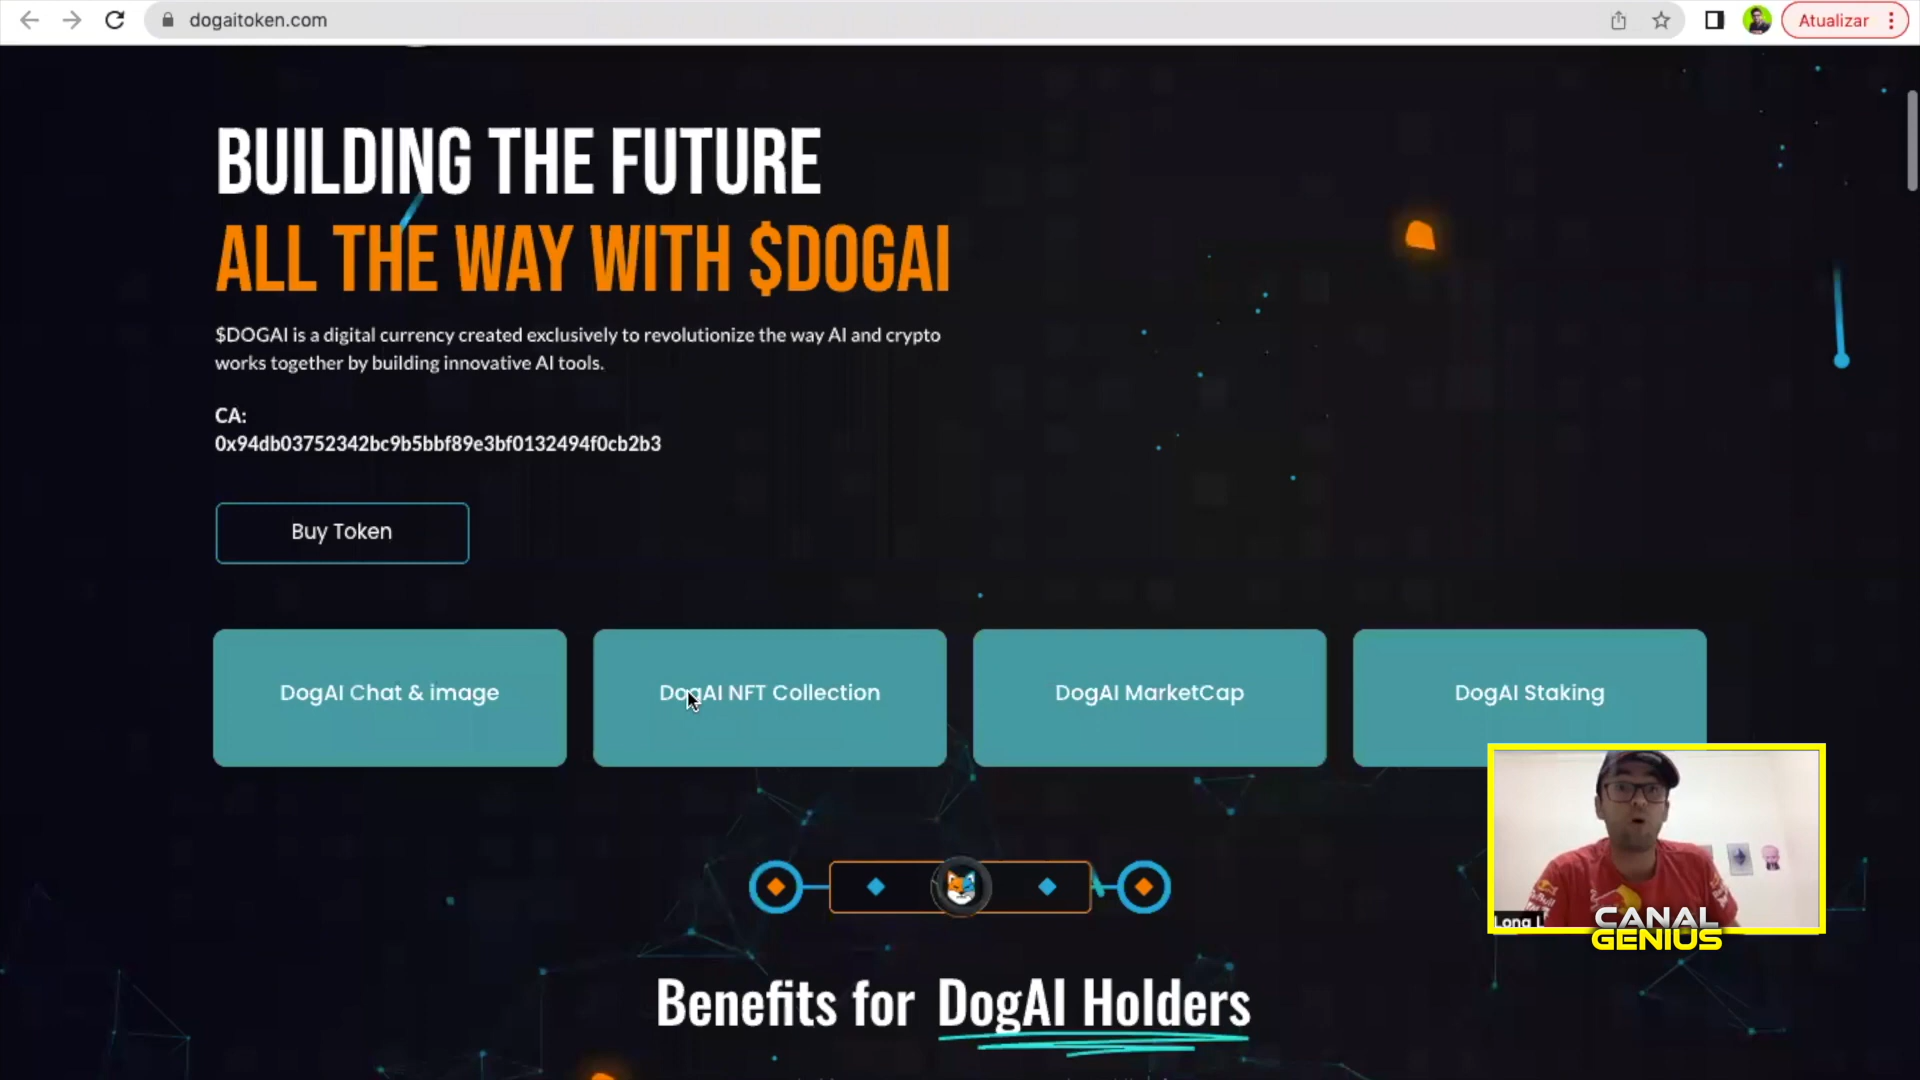 dogaitoken.com
Atualizar
BUILDING THE FUTURE
ALL THE WAY WITH $DOGAI
$DOGAI is a digital currency created exclusively to revolutionize the way AI and crypto
works together by building innovative AI tools.
CA:
0x94db03752342bc9b5bbf89e3bf0132494f0cb2b3
Buy Token
DogAI Chat & image
DogAI NFT Collection
DogAI MarketCap
DogAI Staking
CANAL
GENIUS
Benefits for DogAI Holders